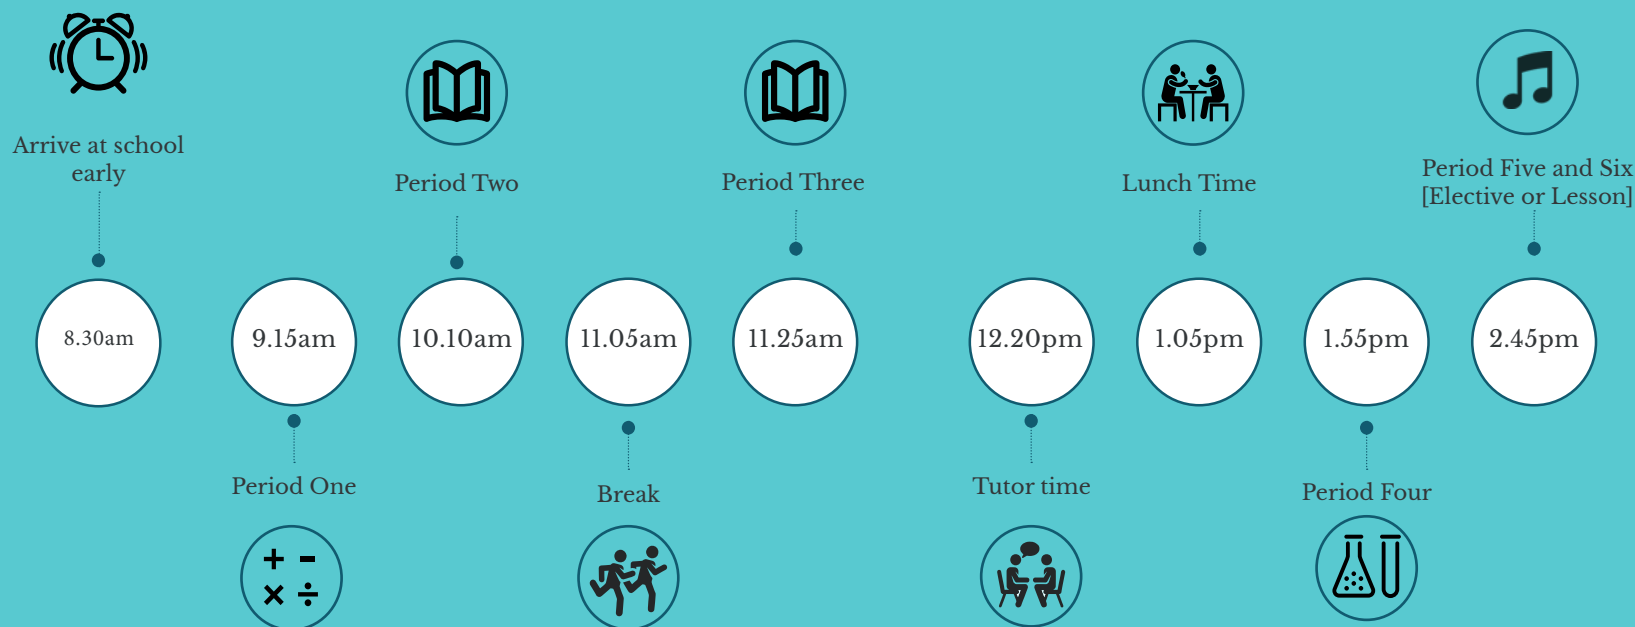 Arrive at school
early
Period Two
Period Three
Lunch Time
Period Five and Six
[Elective or Lesson]
8.30am
9.15am
10.10am
11.05am
11.25am
12.20pm
1.05pm
1.55pm
2.45pm
Period One
Break
Tutor time
Period Four